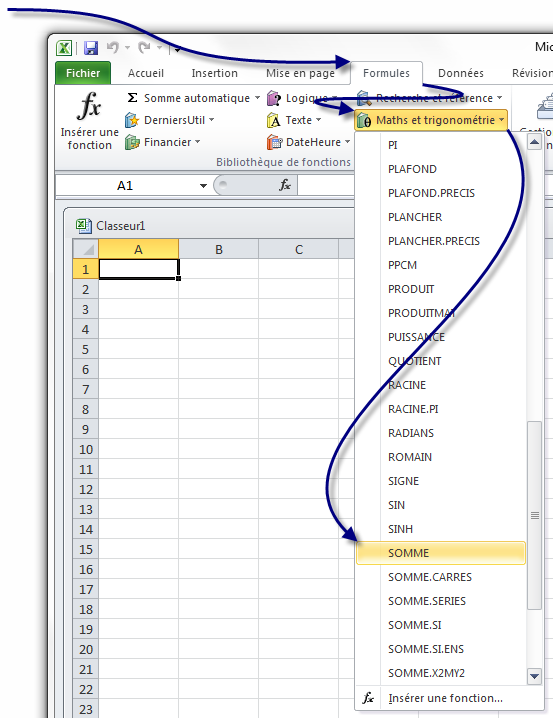 Mic
Fichier Accueil Insertion Mise en page Formules Données Révision
fx Insérer une fonction
Σ Somme automatique
DerniersUtil
Financier
Logique
Texte
DateHeure
Recherche et référence
Maths et trigonométrie
Bibliothèque de fonctions
A1 fx
Classeur1
A B C
1
2
3
4
5
6
7
8
9
10
11
12
13
14
15
16
17
18
19
20
21
22
23
PI
PLAFOND
PLAFOND.PRECIS
PLANCHER
PLANCHER.PRECIS
PPCM
PRODUIT
PRODUITMAT
PUISSANCE
QUOTIENT
RACINE
RACINE.PI
RADIANS
ROMAIN
SIGNE
SIN
SINH
SOMME
SOMME.CARRES
SOMME.SERIES
SOMME.SI
SOMME.SI.ENS
SOMME.X2MY2
fx Insérer une fonction...